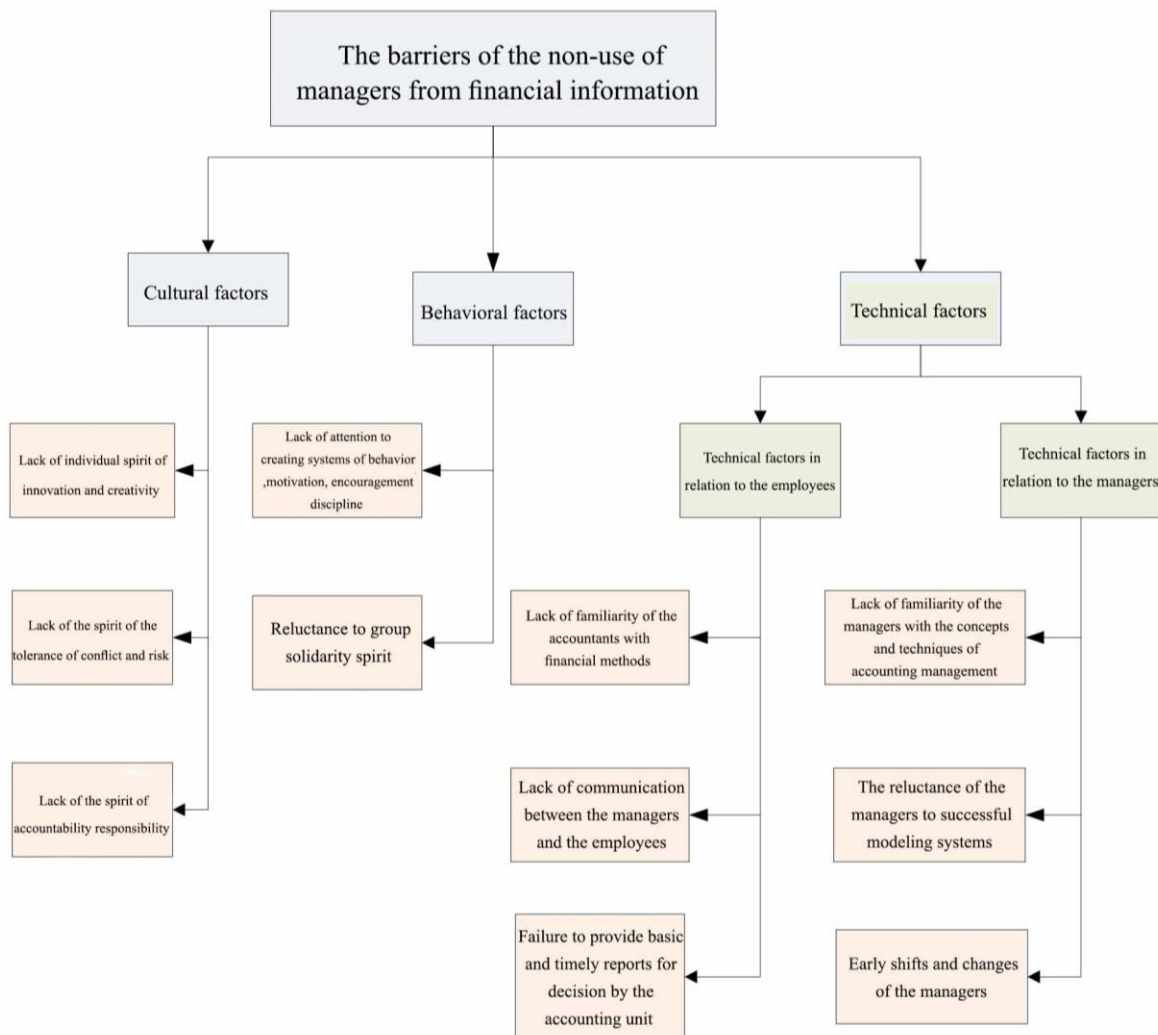 The barriers of the non-use of
managers from financial information
Cultural factors
Behavioral factors
Technical factors
Lack of individual spirit of
innovation and creativity
Lack of attention to
creating systems of behavior
,motivation, encouragement
discipline
Technical factors in
relation to the employees
Technical factors in
relation to the managers
Lack of the spirit of the
tolerance of conflict and risk
Reluctance to group
solidarity spirit
Lack of familiarity of the
accountants with
financial methods
Lack of familiarity of the
managers with the concepts
and techniques of
accounting management
Lack of the spirit of
accountability responsibility
Lack of communication
between the managers
and the employees
The reluctance of the
managers to successful
modeling systems
Failure to provide basic
and timely reports for
decision by the
accounting unit
Early shifts and changes
of the managers